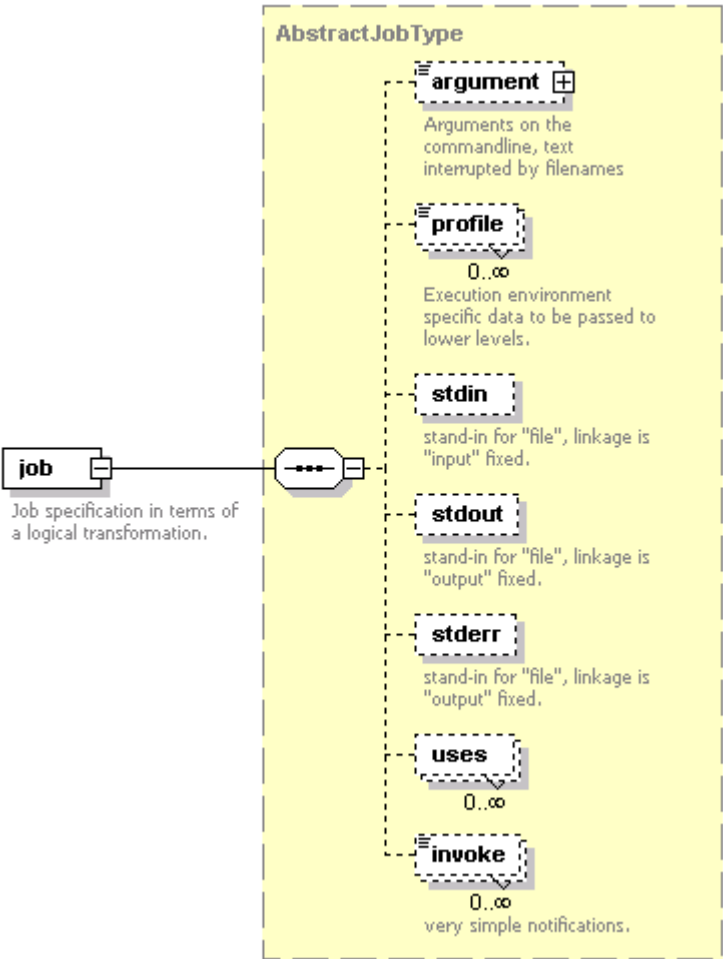 AbstractJobType
argument
Arguments on the
commandline, text
interrupted by filenames
profile
0..∞
Execution environment
specific data to be passed to
lower levels.
stdin
stand-in for "file", linkage is
"input" fixed.
job
Job specification in terms of
a logical transformation.
stdout
stand-in for "file", linkage is
"output" fixed.
stderr
stand-in for "file", linkage is
"output" fixed.
uses
0..∞
invoke
0..∞
very simple notifications.